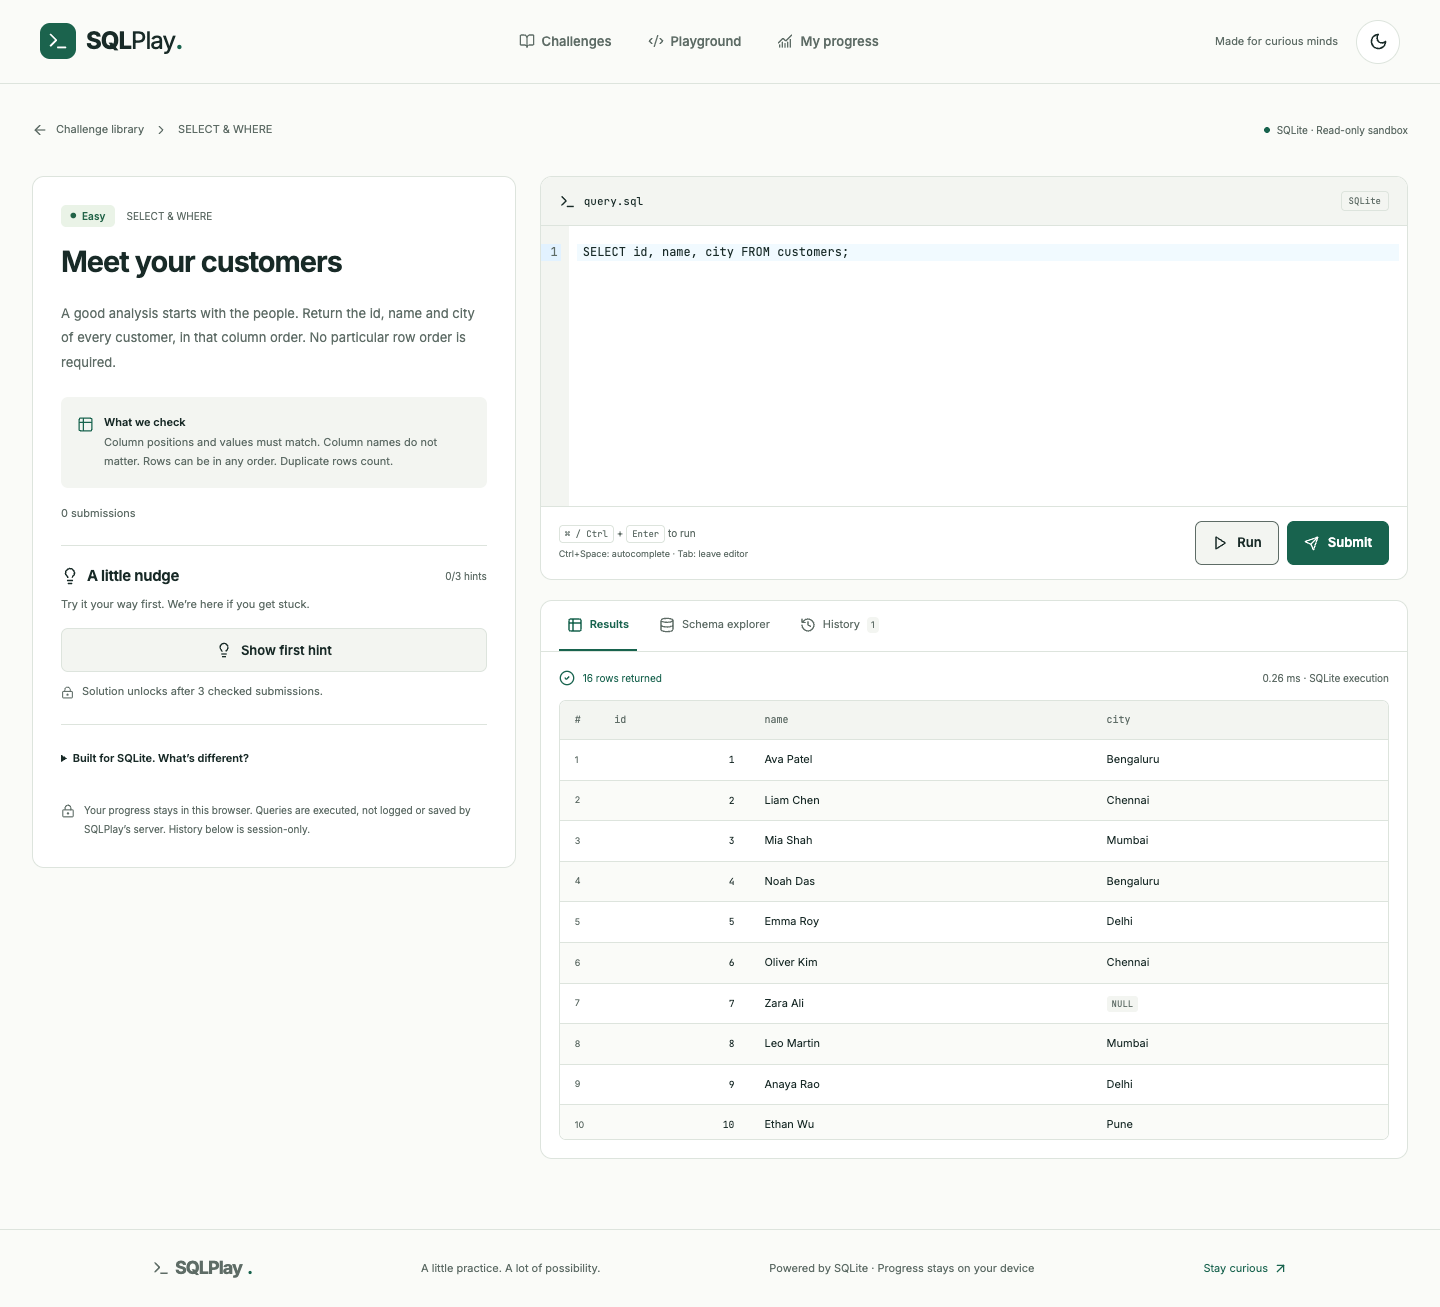 SQLPlay.
Challenges
Playground
My progress
Made for curious minds
Challenge library
SELECT & WHERE
SQLite · Read-only sandbox
Easy
SELECT & WHERE
Meet your customers
A good analysis starts with the people. Return the id, name and city
of every customer, in that column order. No particular row order is
required.
What we check
Column positions and values must match. Column names do not
matter. Rows can be in any order. Duplicate rows count.
0 submissions
A little nudge
0/3 hints
Try it your way first. We’re here if you get stuck.
Show first hint
Solution unlocks after 3 checked submissions.
Built for SQLite. What’s different?
Your progress stays in this browser. Queries are executed, not logged or saved by
SQLPlay’s server. History below is session-only.
query.sql
SQLite
1 SELECT id, name, city FROM customers;
⌘ / Ctrl + Enter to run
Ctrl+Space: autocomplete · Tab: leave editor
Run
Submit
Results
Schema explorer
History 1
16 rows returned
0.26 ms · SQLite execution
# id name city
1 1 Ava Patel Bengaluru
2 2 Liam Chen Chennai
3 3 Mia Shah Mumbai
4 4 Noah Das Bengaluru
5 5 Emma Roy Delhi
6 6 Oliver Kim Chennai
7 7 Zara Ali NULL
8 8 Leo Martin Mumbai
9 9 Anaya Rao Delhi
10 10 Ethan Wu Pune
SQLPlay .
A little practice. A lot of possibility.
Powered by SQLite · Progress stays on your device
Stay curious